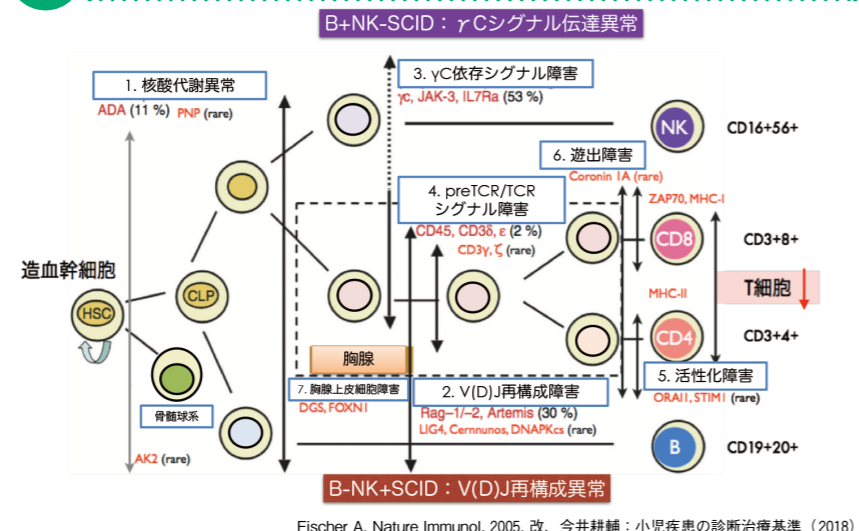 B+NK-SCID：γCシグナル伝達異常
1. 核酸代謝異常
ADA (11 %) PNP (rare)
3. γC依存シグナル障害
γc, JAK-3, IL7Ra (53 %)
NK
CD16+56+
6. 遊出障害
Coronin 1A (rare)
4. preTCR/TCR
シグナル障害
CD45, CD3δ, ε (2 %)
CD3γ, ζ (rare)
ZAP70, MHC-I
CD8
CD3+8+
造血幹細胞
HSC
CLP
MHC-II
T細胞
CD4
CD3+4+
胸腺
7. 胸腺上皮細胞障害
DGS, FOXN1
2. V(D)J再構成障害
Rag–1/–2, Artemis (30 %)
LIG4, Cernunos, DNAPKcs (rare)
5. 活性化障害
ORAI1, STIM1 (rare)
骨髄球系
AK2 (rare)
B
CD19+20+
B-NK+SCID：V(D)J再構成異常
Fischer A. Nature Immunol. 2005. 改. 今井耕輔：小児疾患の診断治療基準（2018）